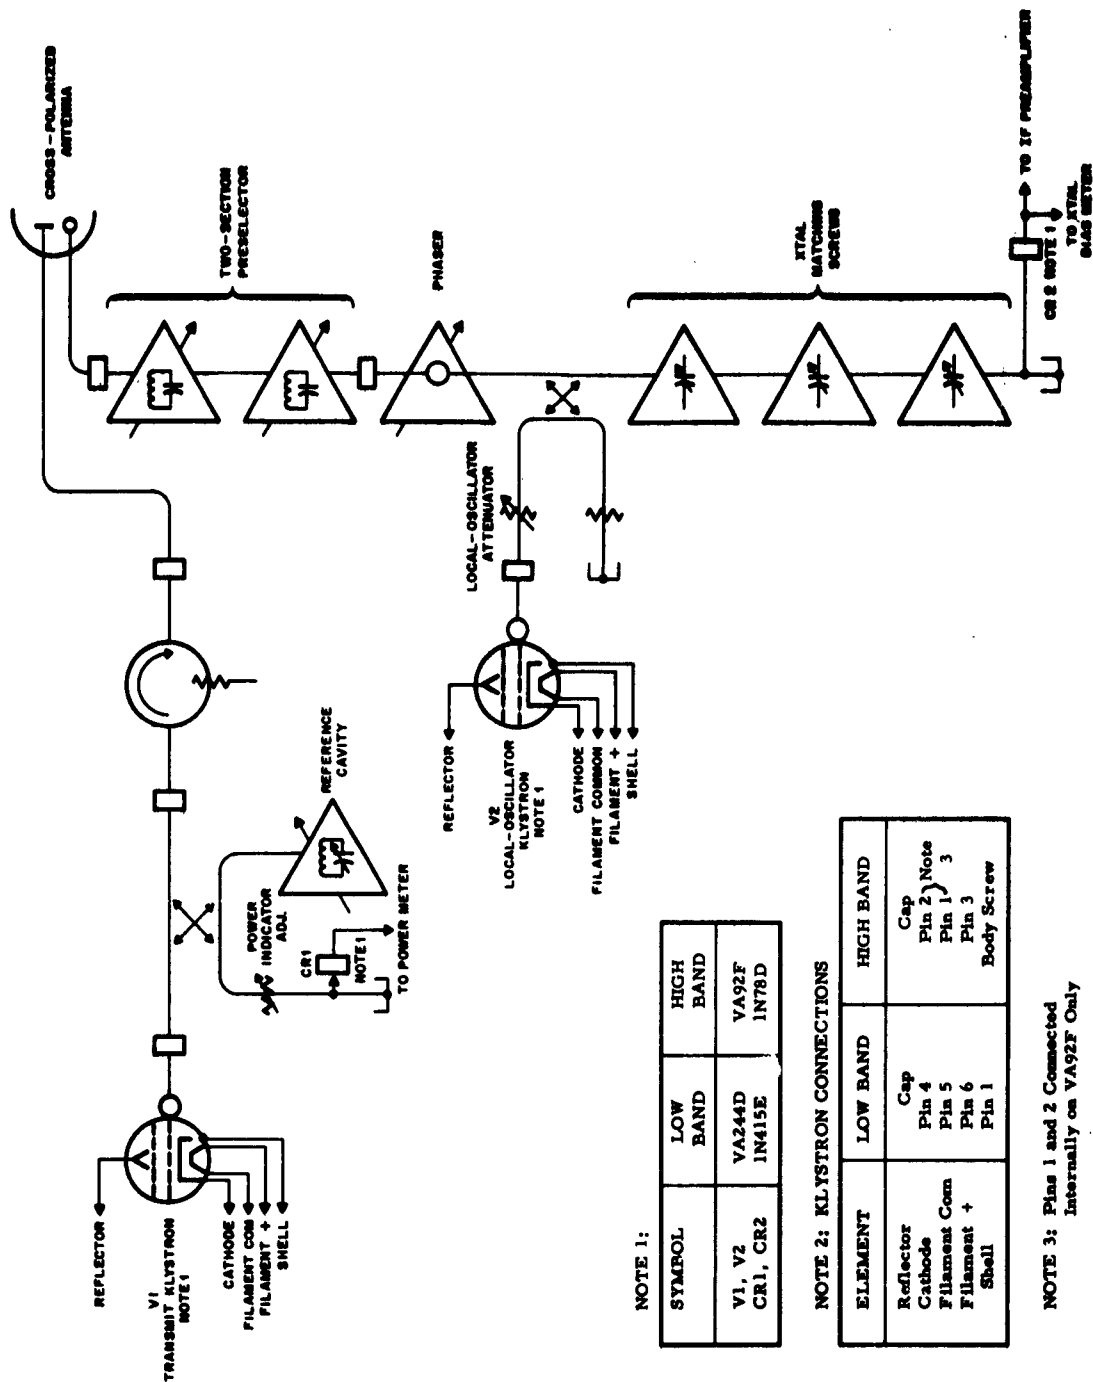 CROSS-POLARIZED
ANTENNA
TWO-SECTION
PRESELECTOR
PHASER
XTAL
MATCHING
SCREWS
TO IF PREAMPLIFIER
CR 2 NOTE 1
TO XTAL
BIAS METER
LOCAL-OSCILLATOR
ATTENUATOR
REFLECTOR
V2
LOCAL-OSCILLATOR
KLYSTRON
NOTE 1
CATHODE
FILAMENT COMMON
FILAMENT +
SHELL
REFERENCE
CAVITY
POWER
INDICATOR
ADJ.
CR1
NOTE 1
TO POWER METER
REFLECTOR
V1
TRANSMIT KLYSTRON
NOTE 1
CATHODE
FILAMENT COM
FILAMENT +
SHELL
NOTE 1:
SYMBOL LOW BAND HIGH BAND
V1, V2 VA244D VA92F
CR1, CR2 1N415E 1N78D
NOTE 2: KLYSTRON CONNECTIONS
ELEMENT LOW BAND HIGH BAND
Reflector Cap Cap
Cathode Pin 4 Pin 2 } Note
Filament Com Pin 5 Pin 1 } 3
Filament + Pin 6 Pin 3
Shell Pin 1 Body Screw
NOTE 3: Pins 1 and 2 Connected
Internally on VA92F Only